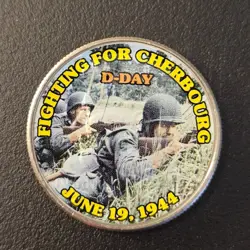 FIGHTING FOR CHERBOURG
D-DAY
JUNE 19, 1944